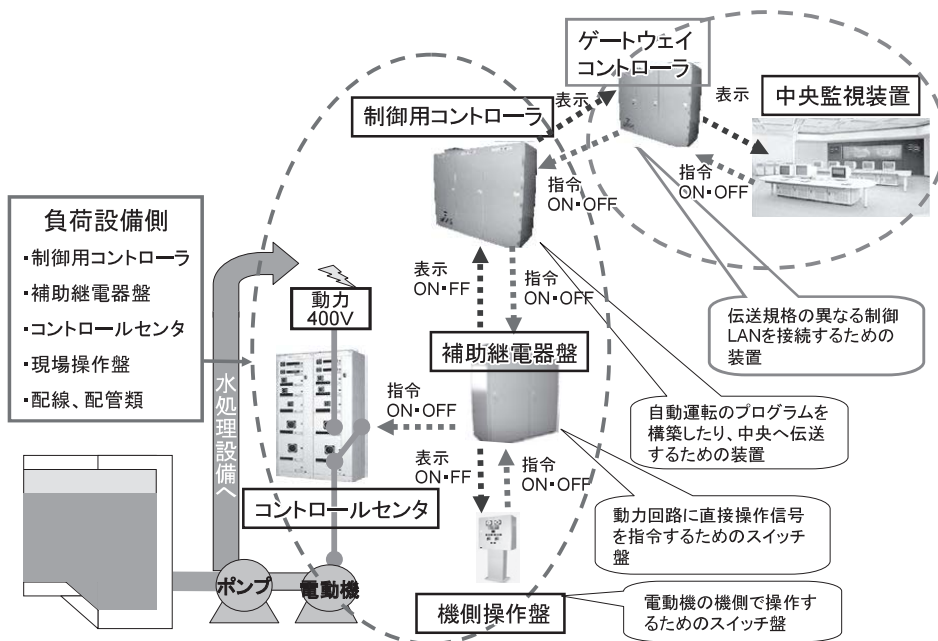 ゲートウェイ
コントローラ
表示
表示
中央監視装置
制御用コントローラ
指令
ON・OFF
指令
ON・OFF
負荷設備側
・制御用コントローラ
・補助継電器盤
・コントロールセンタ
・現場操作盤
・配線、配管類
動力
400V
表示
ON・FF
指令
ON・OFF
伝送規格の異なる制御
LANを接続するための
装置
補助継電器盤
水処理設備へ
指令
ON・OFF
自動運転のプログラムを
構築したり、中央へ伝送
するための装置
表示
ON・FF
指令
ON・OFF
コントロールセンタ
動力回路に直接操作信号
を指令するためのスイッチ
盤
ポンプ
電動機
機側操作盤
電動機の機側で操作す
るためのスイッチ盤